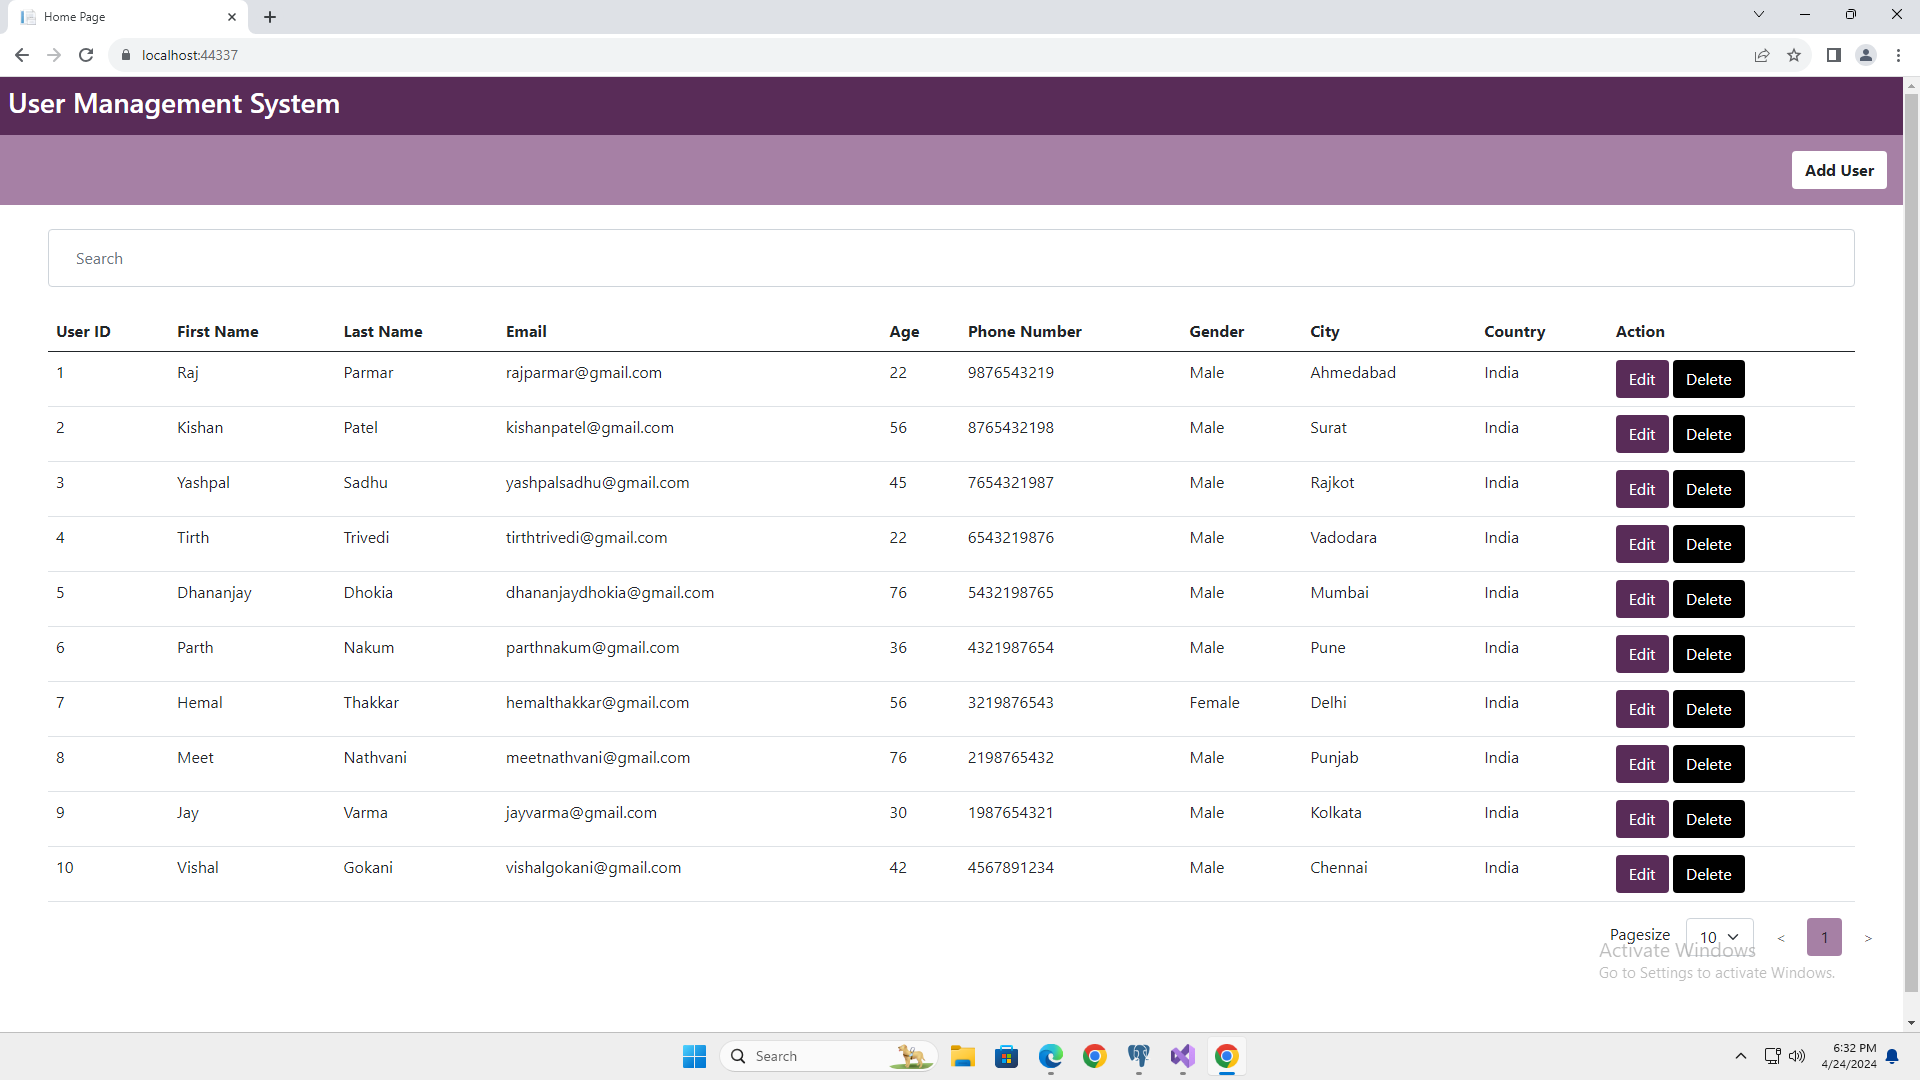 Home Page
localhost:44337
User Management System
Add User
Search
User ID First Name Last Name Email Age Phone Number Gender City Country Action
1 Raj Parmar rajparmar@gmail.com 22 9876543219 Male Ahmedabad India Edit Delete
2 Kishan Patel kishanpatel@gmail.com 56 8765432198 Male Surat India Edit Delete
3 Yashpal Sadhu yashpalsadhu@gmail.com 45 7654321987 Male Rajkot India Edit Delete
4 Tirth Trivedi tirthtrivedi@gmail.com 22 6543219876 Male Vadodara India Edit Delete
5 Dhananjay Dhokia dhananjaydhokia@gmail.com 76 5432198765 Male Mumbai India Edit Delete
6 Parth Nakum parthnakum@gmail.com 36 4321987654 Male Pune India Edit Delete
7 Hemal Thakkar hemalthakkar@gmail.com 56 3219876543 Female Delhi India Edit Delete
8 Meet Nathvani meetnathvani@gmail.com 76 2198765432 Male Punjab India Edit Delete
9 Jay Varma jayvarma@gmail.com 30 1987654321 Male Kolkata India Edit Delete
10 Vishal Gokani vishalgokani@gmail.com 42 4567891234 Male Chennai India Edit Delete
Pagesize 10 < 1 >
Activate Windows
Go to Settings to activate Windows.
Search
6:32 PM
4/24/2024